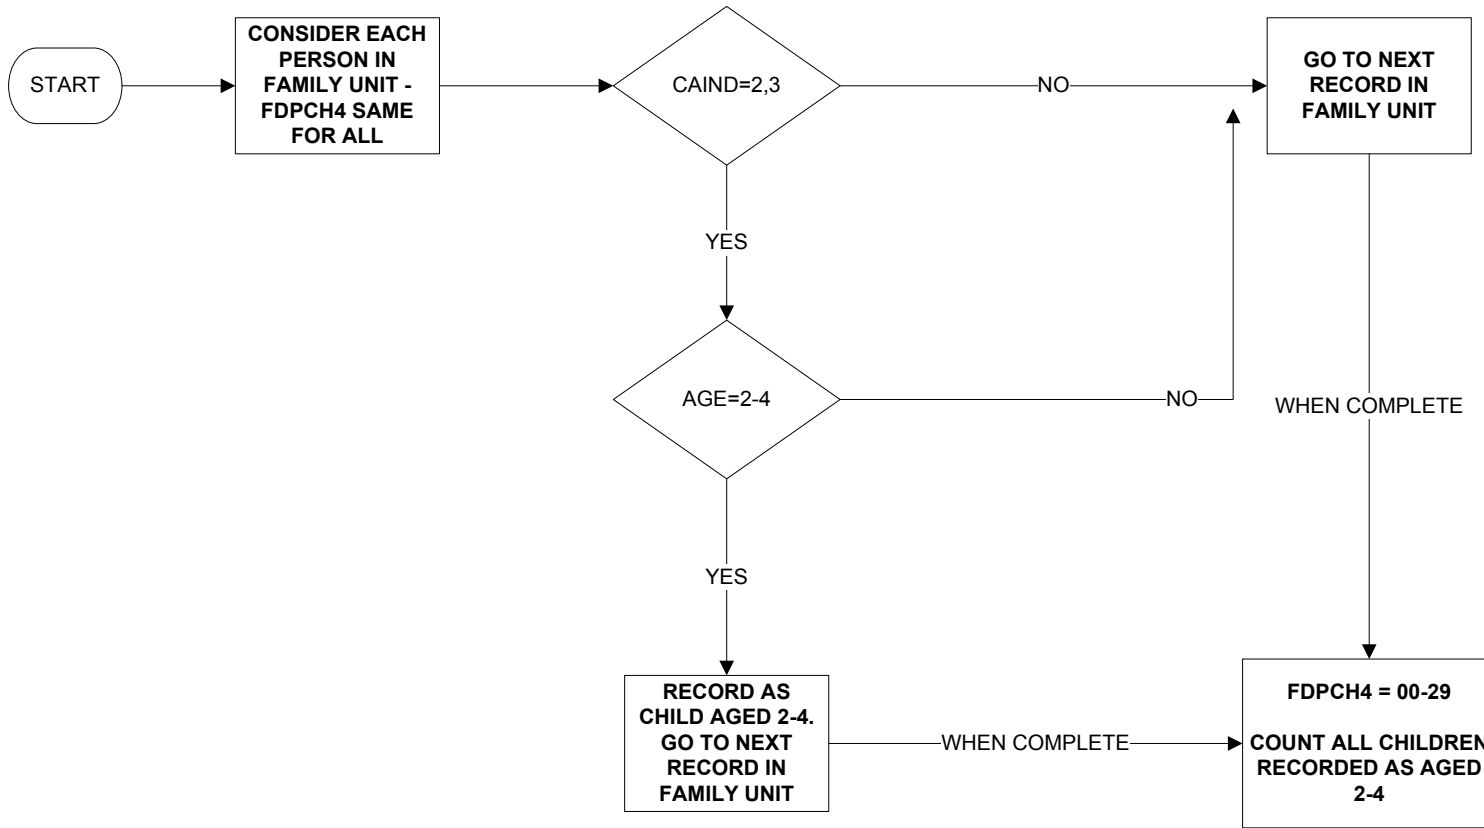 START
CONSIDER EACH
PERSON IN
FAMILY UNIT -
FDPCH4 SAME
FOR ALL
CAIND=2,3
NO
GO TO NEXT
RECORD IN
FAMILY UNIT
YES
AGE=2-4
NO
WHEN COMPLETE
YES
RECORD AS
CHILD AGED 2-4.
GO TO NEXT
RECORD IN
FAMILY UNIT
WHEN COMPLETE
FDPCH4 = 00-29
COUNT ALL CHILDREN
RECORDED AS AGED
2-4